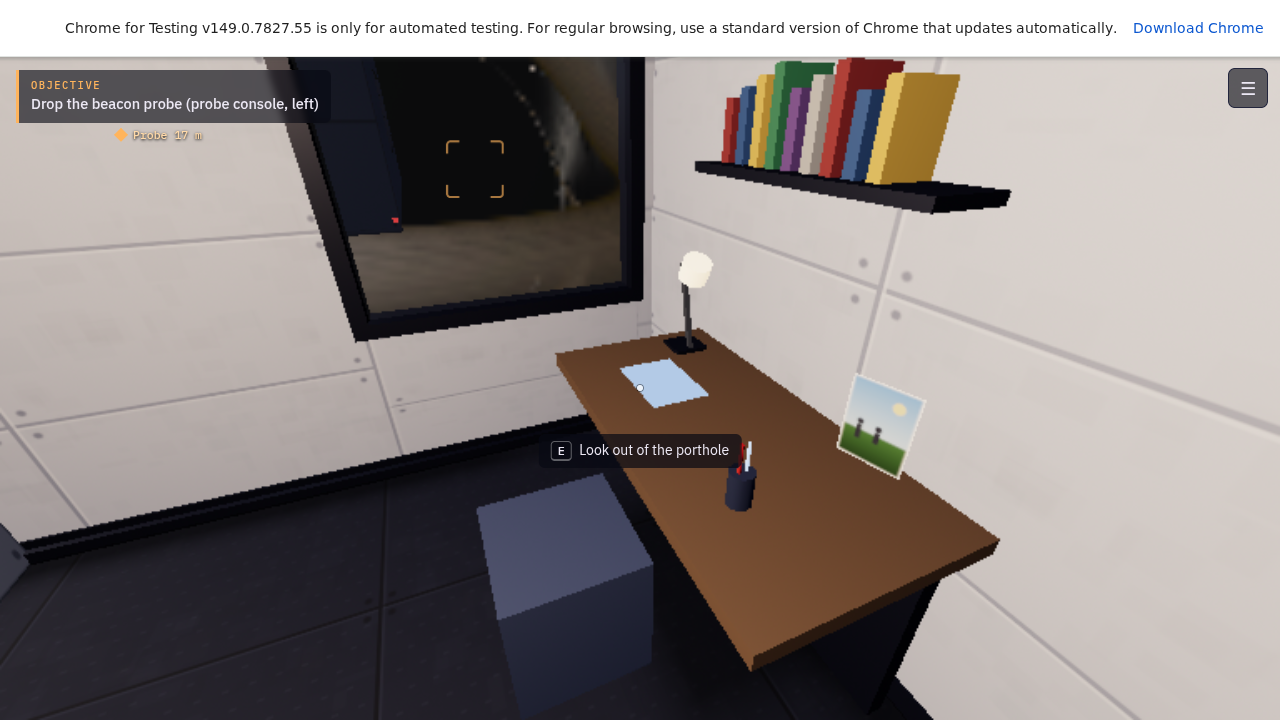 Chrome for Testing v149.0.7827.55 is only for automated testing. For regular browsing, use a standard version of Chrome that updates automatically. Download Chrome
OBJECTIVE
Drop the beacon probe (probe console, left)
Probe 17 m
E Look out of the porthole